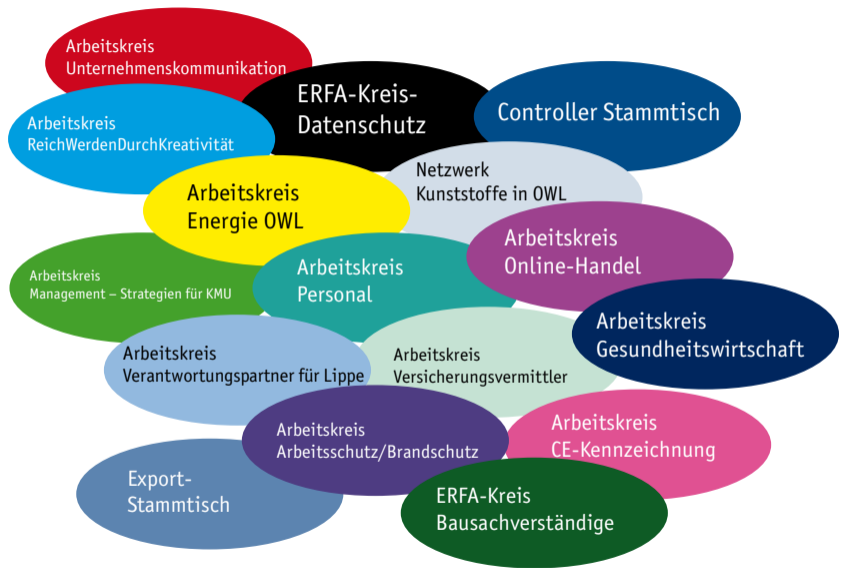 Arbeitskreis
Unternehmenskommunikation
ERFA-Kreis-
Datenschutz
Controller Stammtisch
Arbeitskreis
ReichWerdenDurchKreativität
Netzwerk
Kunststoffe in OWL
Arbeitskreis
Energie OWL
Arbeitskreis
Online-Handel
Arbeitskreis
Management – Strategien für KMU
Arbeitskreis
Personal
Arbeitskreis
Gesundheitswirtschaft
Arbeitskreis
Verantwortungspartner für Lippe
Arbeitskreis
Versicherungsvermittler
Arbeitskreis
Arbeitsschutz/Brandschutz
Arbeitskreis
CE-Kennzeichnung
Export-
Stammtisch
ERFA-Kreis
Bausachverständige